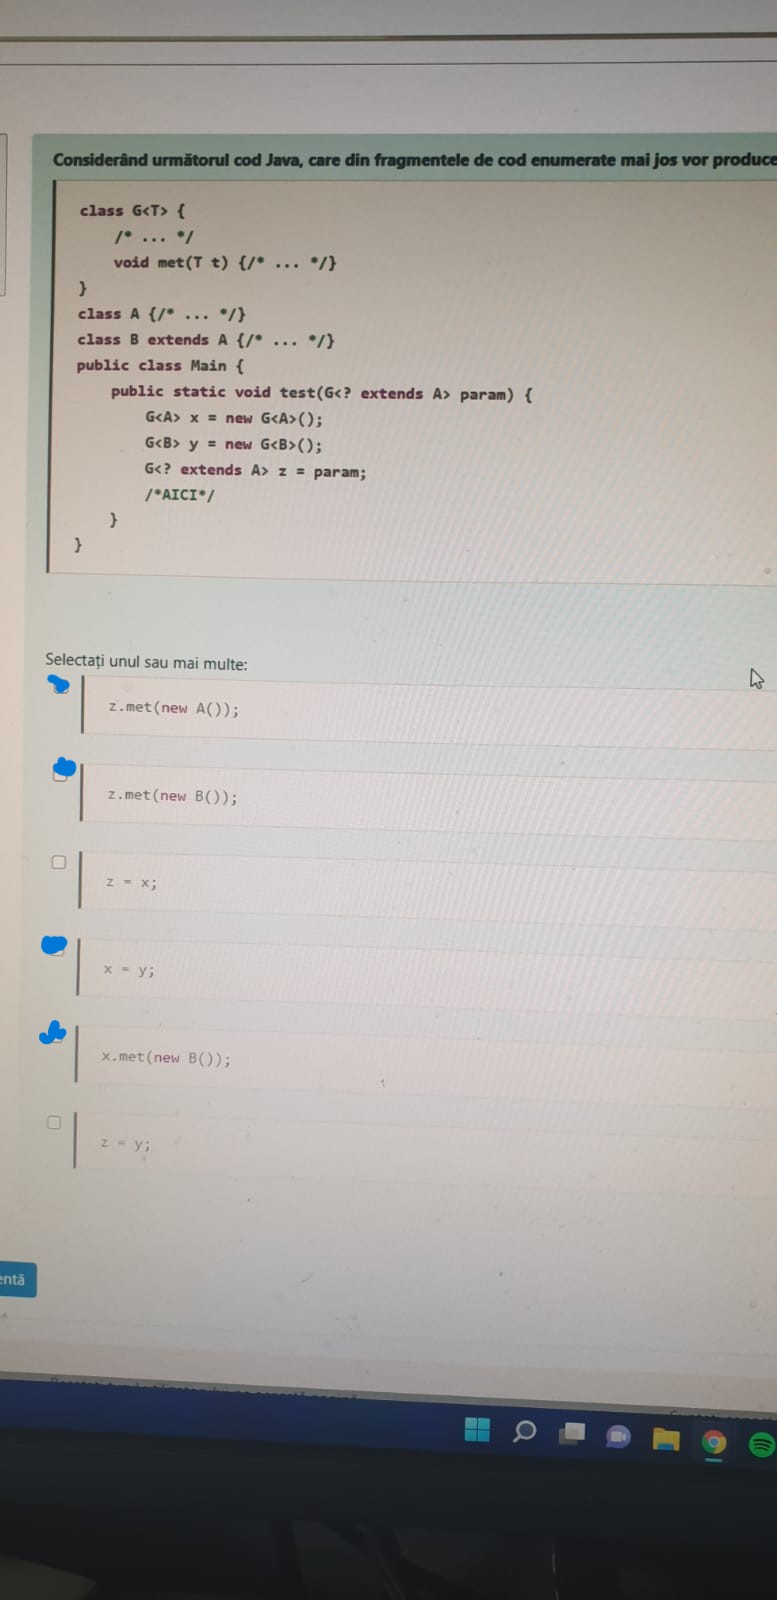 Considerând următorul cod Java, care din fragmentele de cod enumerate mai jos vor produce
class G<T> {
/* ... */
void met(T t) {/* ... */}
}
class A {/* ... */}
class B extends A {/* ... */}
public class Main {
public static void test(G<? extends A> param) {
G<A> x = new G<A>();
G<B> y = new G<B>();
G<? extends A> z = param;
/*AICI*/
}
}
Selectați unul sau mai multe:
z.met(new A());
z.met(new B());
z = x;
x = y;
x.met(new B());
z = y;
entă